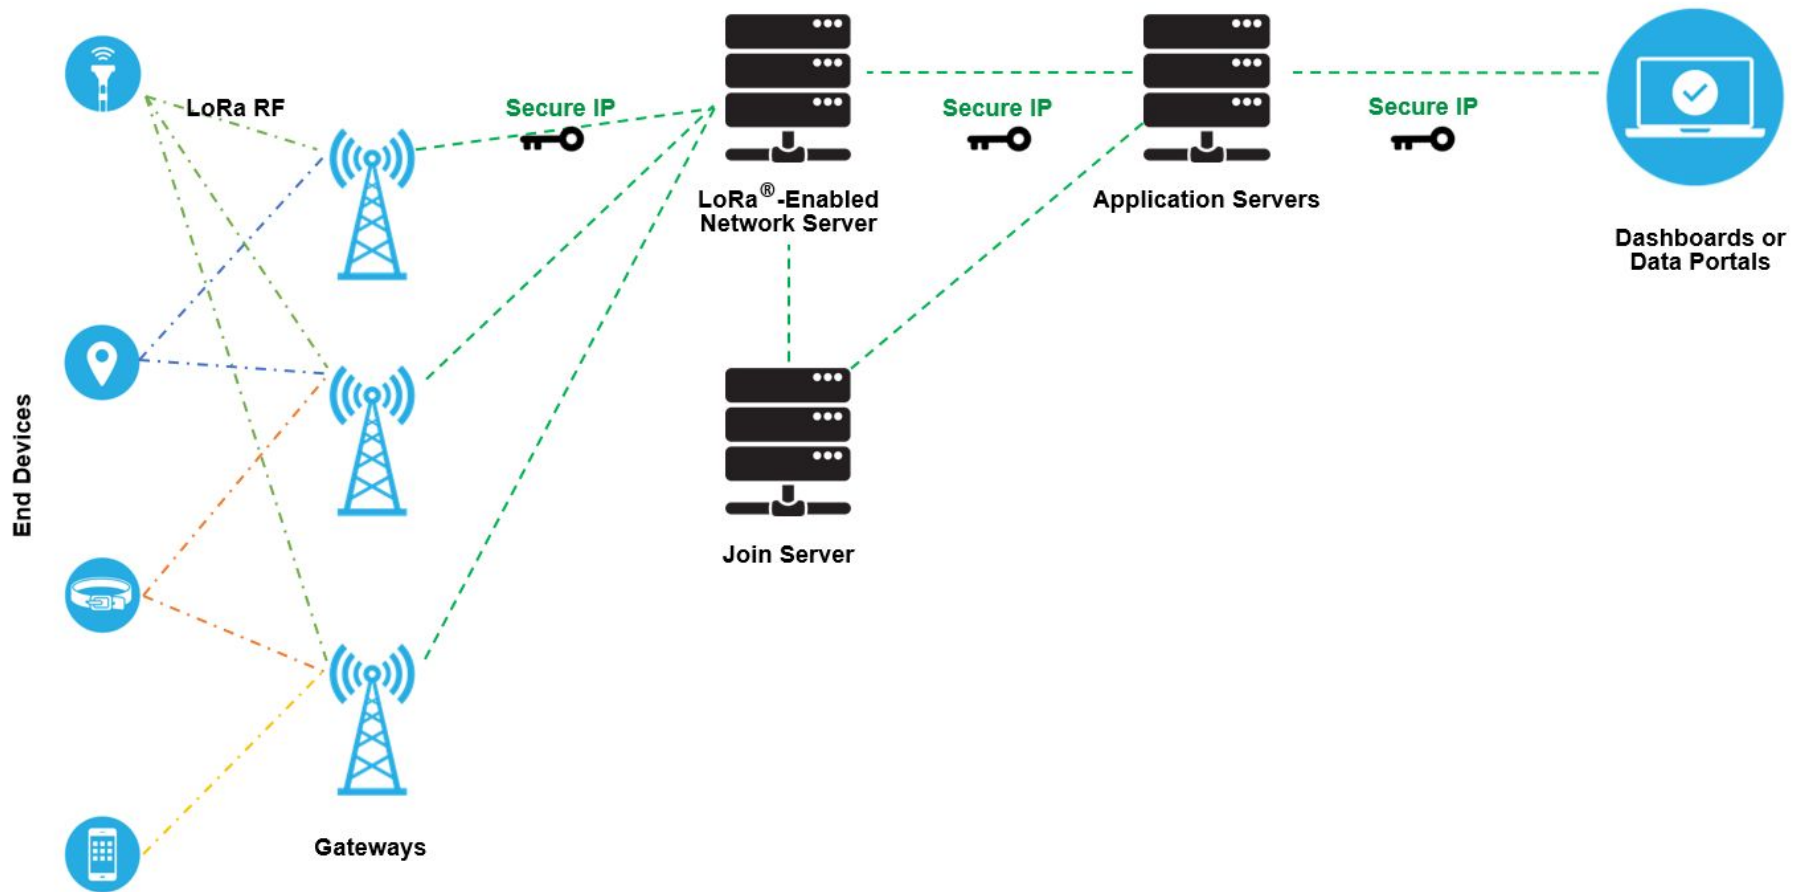 LoRa RF
Secure IP
Secure IP
Secure IP
LoRa®-Enabled
Network Server
Application Servers
Dashboards or
Data Portals
End Devices
Join Server
Gateways